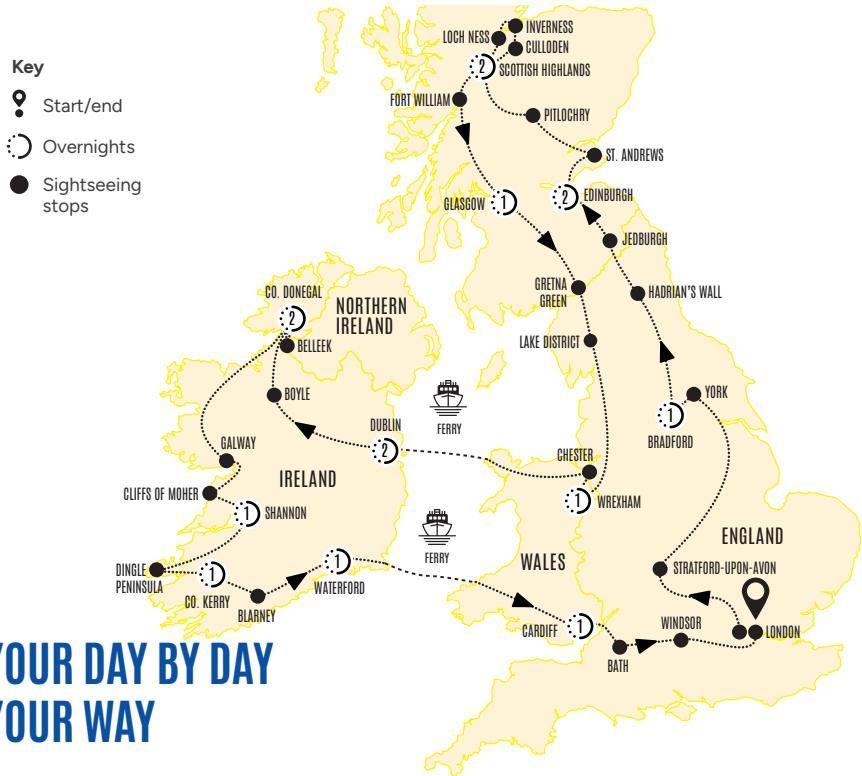 Key
Start/end
Overnights
Sightseeing
stops
INVERNESS
LOCH NESS
CULLODEN
2
SCOTTISH HIGHLANDS
FORT WILLIAM
PITLOCHRY
ST. ANDREWS
GLASGOW
1
2
EDINBURGH
JEDBURGH
GRETNA
GREEN
HADRIAN'S WALL
CO. DONEGAL
2
NORTHERN
IRELAND
BELLEEK
LAKE DISTRICT
BOYLE
FERRY
YORK
1
BRADFORD
DUBLIN
2
GALWAY
IRELAND
CHESTER
CLIFFS OF MOHER
1
SHANNON
1
WREXHAM
FERRY
ENGLAND
WALES
DINGLE
PENINSULA
1
CO. KERRY
BLARNEY
1
WATERFORD
STRATFORD-UPON-AVON
CARDIFF
1
BATH
WINDSOR
LONDON
YOUR DAY BY DAY
YOUR WAY